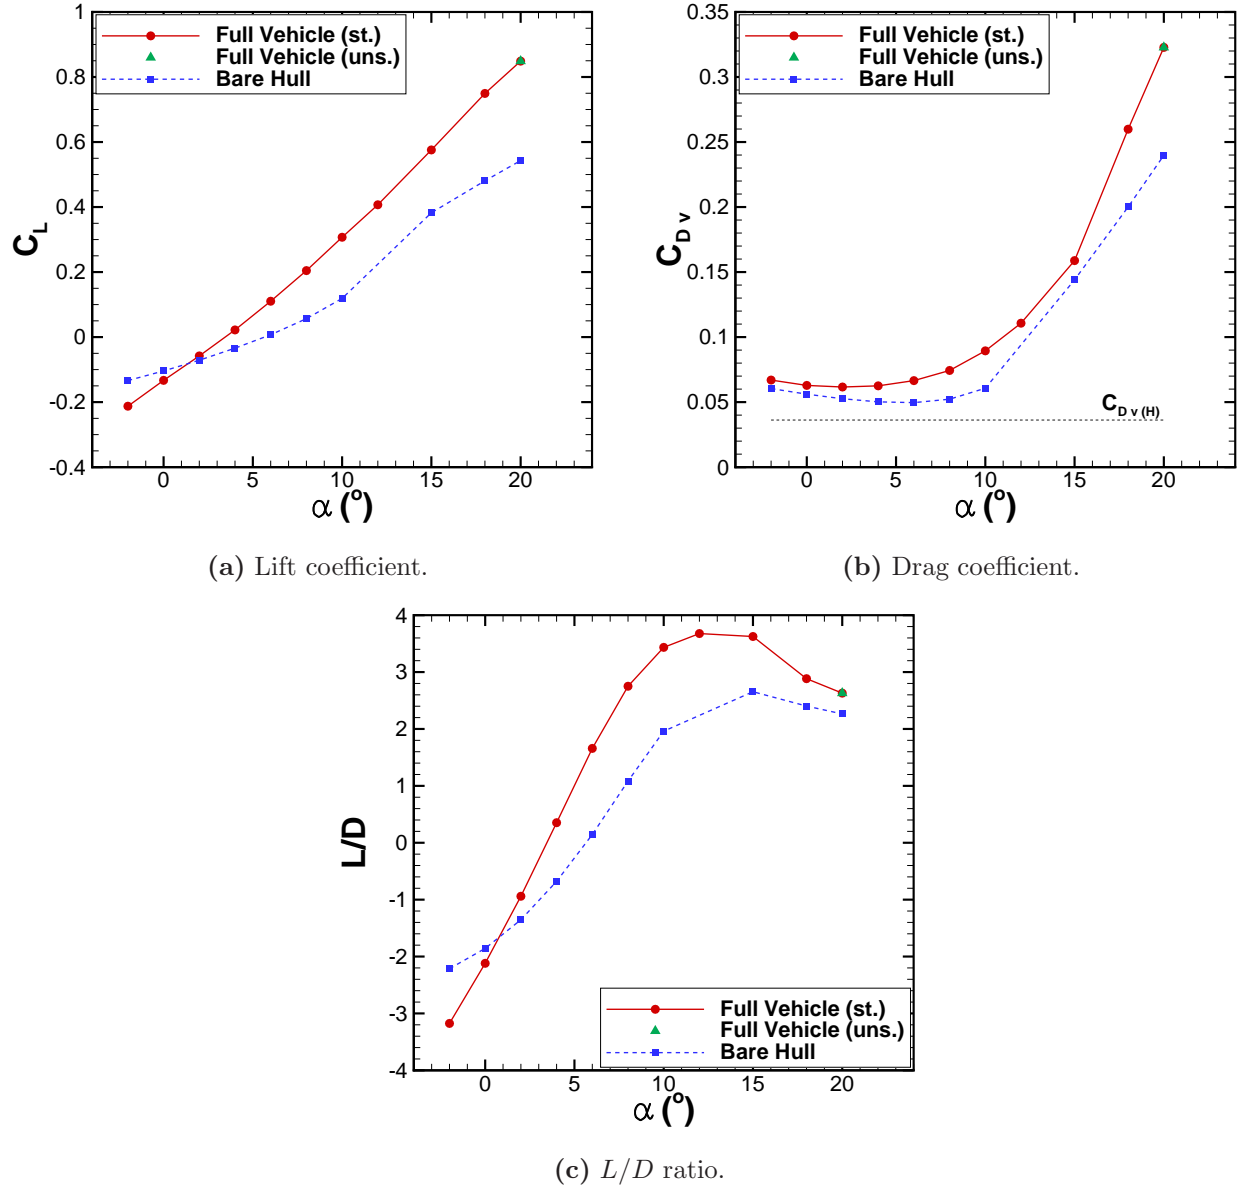 Full Vehicle (st.)
Full Vehicle (uns.)
Bare Hull
1
0.8
0.6
0.4
0.2
0
-0.2
-0.4
C_L
0 5 10 15 20
α (o)
(a) Lift coefficient.
Full Vehicle (st.)
Full Vehicle (uns.)
Bare Hull
0.35
0.3
0.25
0.2
0.15
0.1
0.05
0
C_D v
C_D v (H)
0 5 10 15 20
α (o)
(b) Drag coefficient.
4
3
2
1
0
-1
-2
-3
-4
L/D
Full Vehicle (st.)
Full Vehicle (uns.)
Bare Hull
0 5 10 15 20
α (o)
(c) L/D ratio.